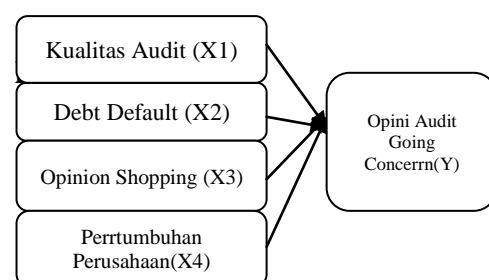 Kualitas Audit (X1)
Debt Default (X2)
Opinion Shopping (X3)
Perrtumbuhan
Perusahaan(X4)
Opini Audit
Going
Concerrn(Y)